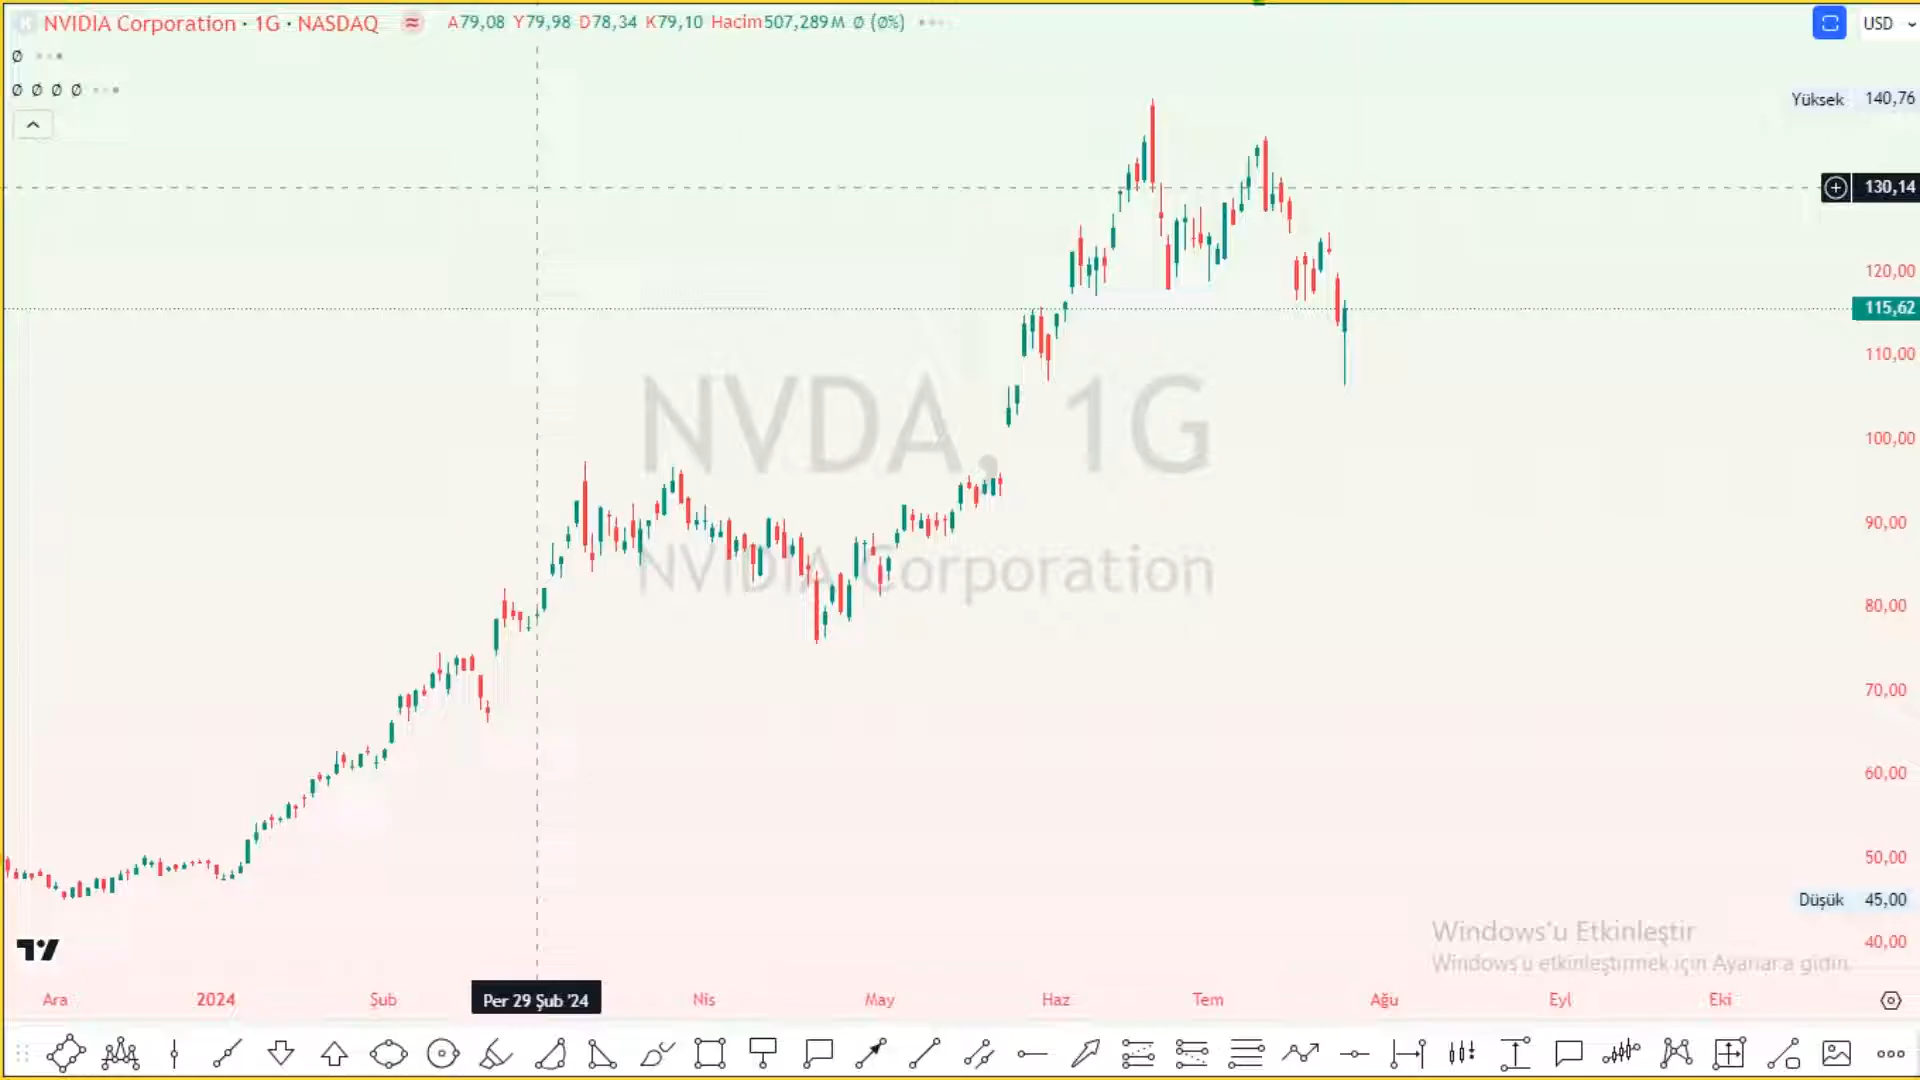 NVIDIA Corporation · 1G · NASDAQ A79,08 Y79,98 D78,34 K79,10 Hacim507,289M Ø (0%)
USD
Ø
Ø Ø Ø Ø
Yüksek 140,76
130,14
120,00
115,62
110,00
NVDA, 1G
100,00
90,00
NVIDIA Corporation
80,00
70,00
60,00
50,00
Düşük 45,00
Windows'u Etkinleştir
40,00
Windows'u etkinleştirmek için Ayarlar'a gidin.
Ara 2024 Şub Per 29 Şub '24 Nis May Haz Tem Ağu Eyl Eki